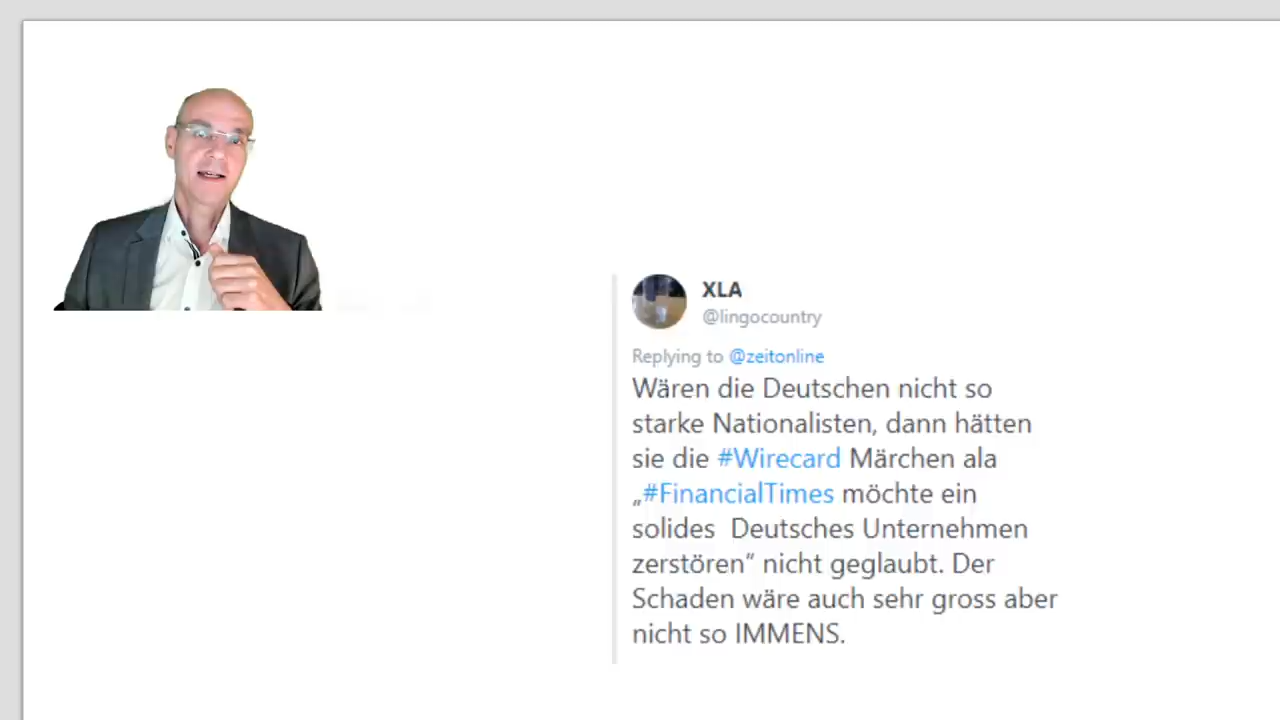 XLA
@lingocountry
Replying to @zeitonline
Wären die Deutschen nicht so
starke Nationalisten, dann hätten
sie die #Wirecard Märchen ala
„#FinancialTimes möchte ein
solides  Deutsches Unternehmen
zerstören“ nicht geglaubt. Der
Schaden wäre auch sehr gross aber
nicht so IMMENS.